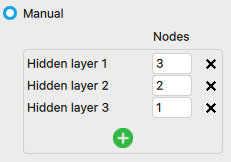 Manual
Nodes
Hidden layer 1 3
Hidden layer 2 2
Hidden layer 3 1